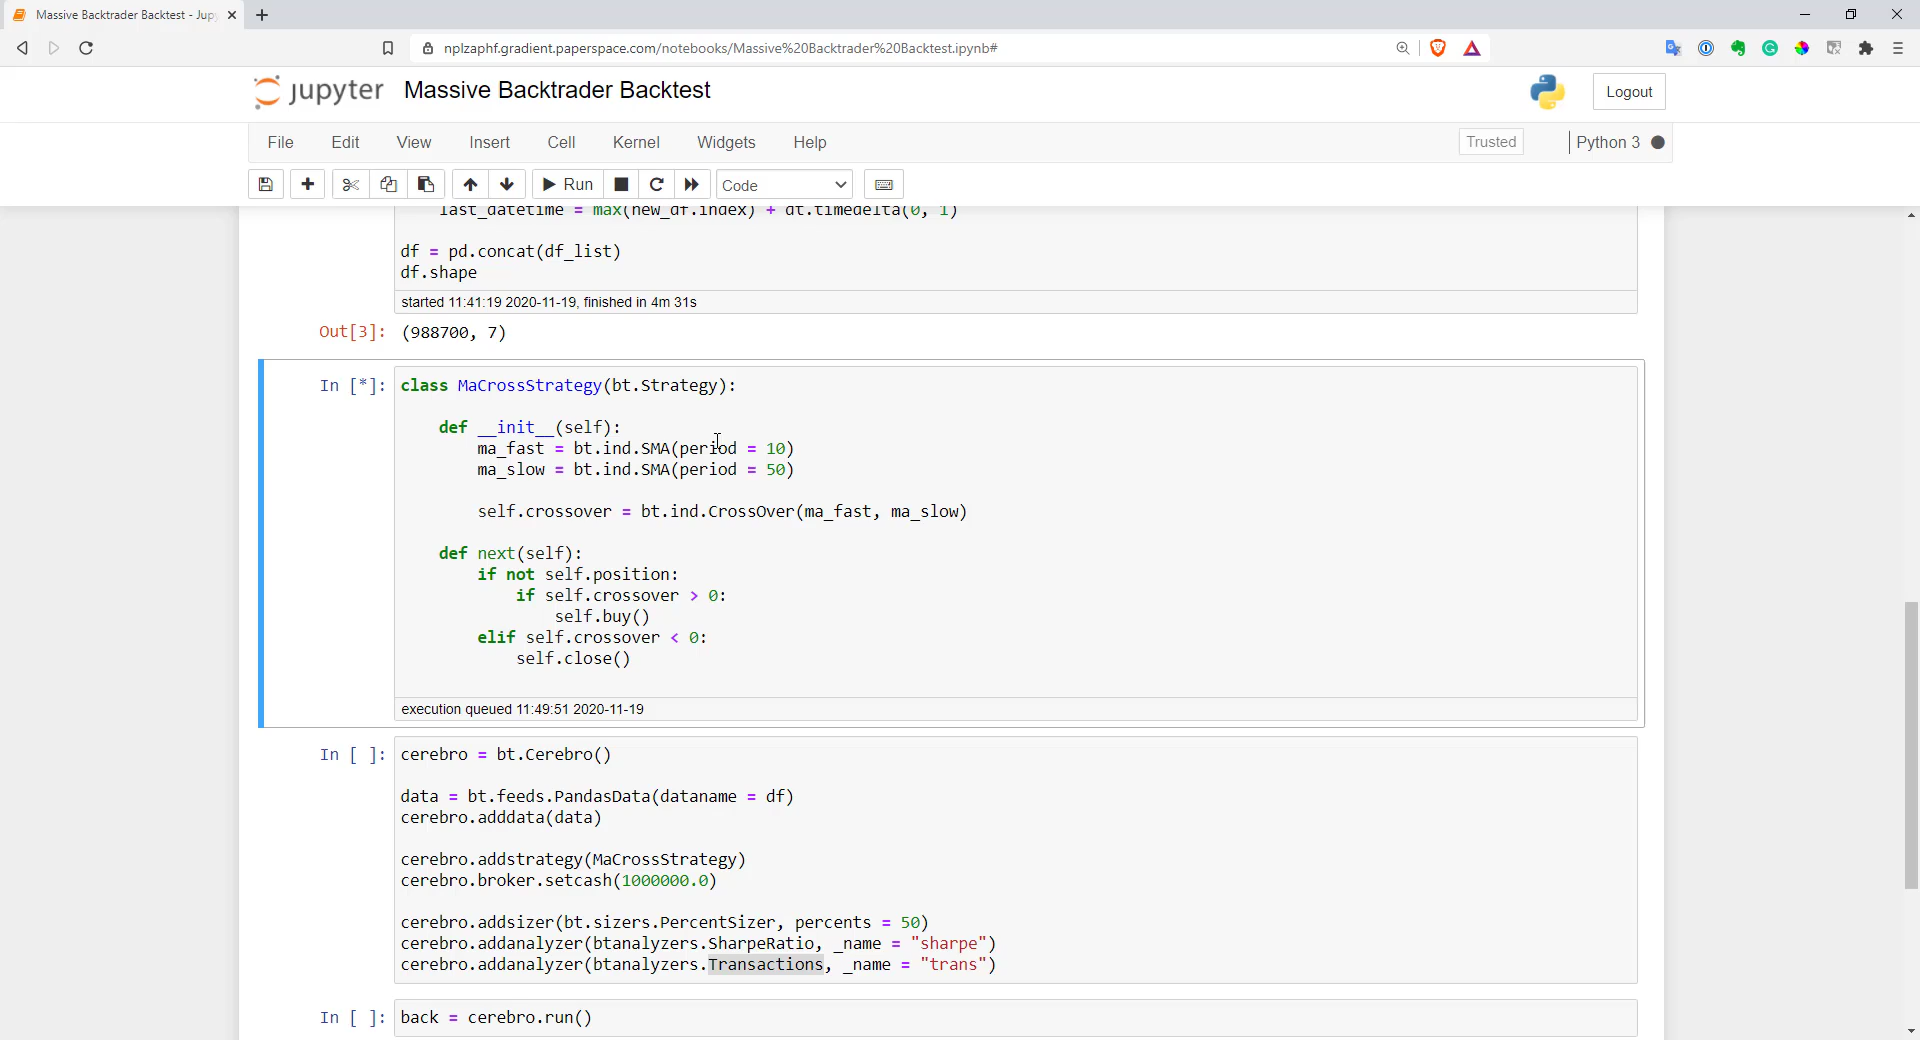 Massive Backtrader Backtest - Jup
nplzaphf.gradient.paperspace.com/notebooks/Massive%20Backtrader%20Backtest.ipynb#
jupyter Massive Backtrader Backtest
Logout
File Edit View Insert Cell Kernel Widgets Help
Trusted Python 3
Run Code
last_datetime = max(new_df.index) + dt.timedelta(0, 1)
df = pd.concat(df_list)
df.shape
started 11:41:19 2020-11-19, finished in 4m 31s
Out[3]: (988700, 7)
In [*]: class MaCrossStrategy(bt.Strategy):
def __init__(self):
ma_fast = bt.ind.SMA(period = 10)
ma_slow = bt.ind.SMA(period = 50)
self.crossover = bt.ind.CrossOver(ma_fast, ma_slow)
def next(self):
if not self.position:
if self.crossover > 0:
self.buy()
elif self.crossover < 0:
self.close()
execution queued 11:49:51 2020-11-19
In [ ]: cerebro = bt.Cerebro()
data = bt.feeds.PandasData(dataname = df)
cerebro.adddata(data)
cerebro.addstrategy(MaCrossStrategy)
cerebro.broker.setcash(1000000.0)
cerebro.addsizer(bt.sizers.PercentSizer, percents = 50)
cerebro.addanalyzer(btanalyzers.SharpeRatio, _name = "sharpe")
cerebro.addanalyzer(btanalyzers.Transactions, _name = "trans")
In [ ]: back = cerebro.run()